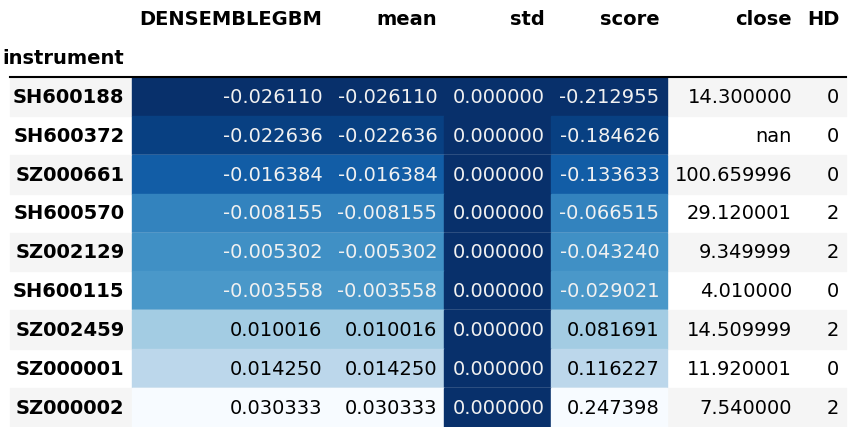 DENSEMBLEGBM mean std score close HD
instrument
SH600188 -0.026110 -0.026110 0.000000 -0.212955 14.300000 0
SH600372 -0.022636 -0.022636 0.000000 -0.184626 nan 0
SZ000661 -0.016384 -0.016384 0.000000 -0.133633 100.659996 0
SH600570 -0.008155 -0.008155 0.000000 -0.066515 29.120001 2
SZ002129 -0.005302 -0.005302 0.000000 -0.043240 9.349999 2
SH600115 -0.003558 -0.003558 0.000000 -0.029021 4.010000 0
SZ002459 0.010016 0.010016 0.000000 0.081691 14.509999 2
SZ000001 0.014250 0.014250 0.000000 0.116227 11.920001 0
SZ000002 0.030333 0.030333 0.000000 0.247398 7.540000 2